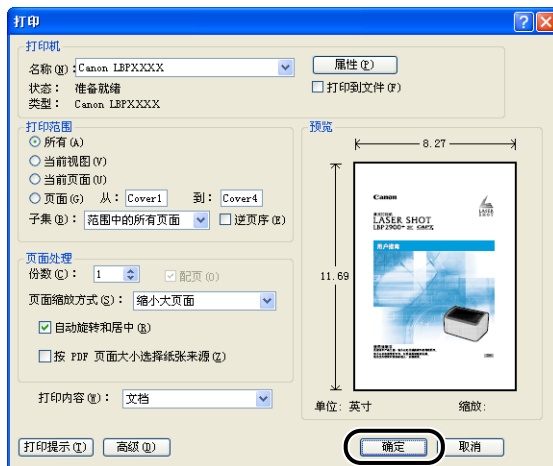 打印
打印机
名称(N): Canon LBPXXXX
属性(P)
状态: 准备就绪
打印到文件(F)
类型: Canon LBPXXXX
打印范围
所有(A)
当前视图(V)
当前页面(U)
页面(G) 从: Cover1 到: Cover4
子集(B): 范围中的所有页面 逆页序(E)
页面处理
份数(C): 1 配页(O)
页面缩放方式(S): 缩小大页面
自动旋转和居中(R)
按 PDF 页面大小选择纸张来源(Z)
打印内容(W): 文档
预览
8.27
11.69
Canon
LASER SHOT
LBP2900+
用户指南
单位: 英寸 缩放:
打印提示(T) 高级(D) 确定 取消